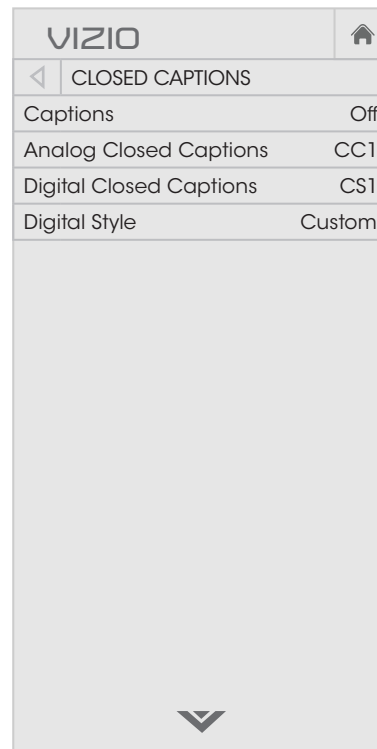 VIZIO
CLOSED CAPTIONS
Captions Off
Analog Closed Captions CC1
Digital Closed Captions CS1
Digital Style Custom